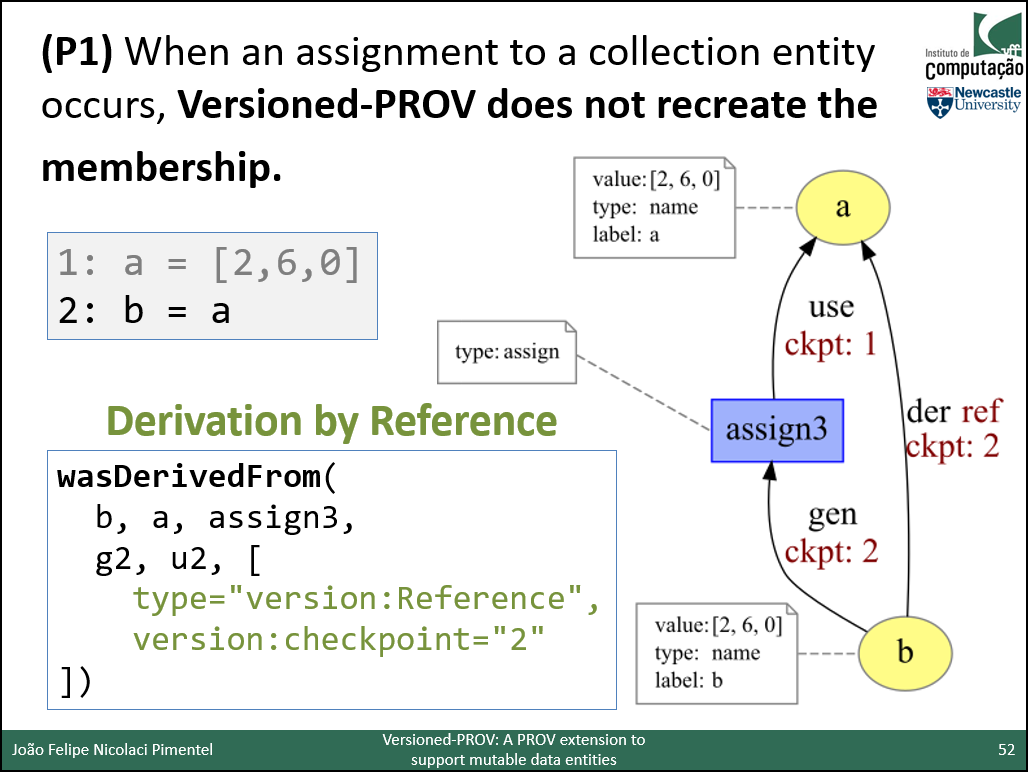 (P1) When an assignment to a collection entity
occurs, Versioned-PROV does not recreate the
membership.
Instituto de
Computação
uff
Newcastle
University
1: a = [2,6,0]
2: b = a
value: [2, 6, 0]
type: name
label: a
a
use
ckpt: 1
type: assign
assign3
der ref
ckpt: 2
gen
ckpt: 2
value: [2, 6, 0]
type: name
label: b
b
Derivation by Reference
wasDerivedFrom(
b, a, assign3,
g2, u2, [
type="version:Reference",
version:checkpoint="2"
])
João Felipe Nicolaci Pimentel
Versioned-PROV: A PROV extension to
support mutable data entities
52